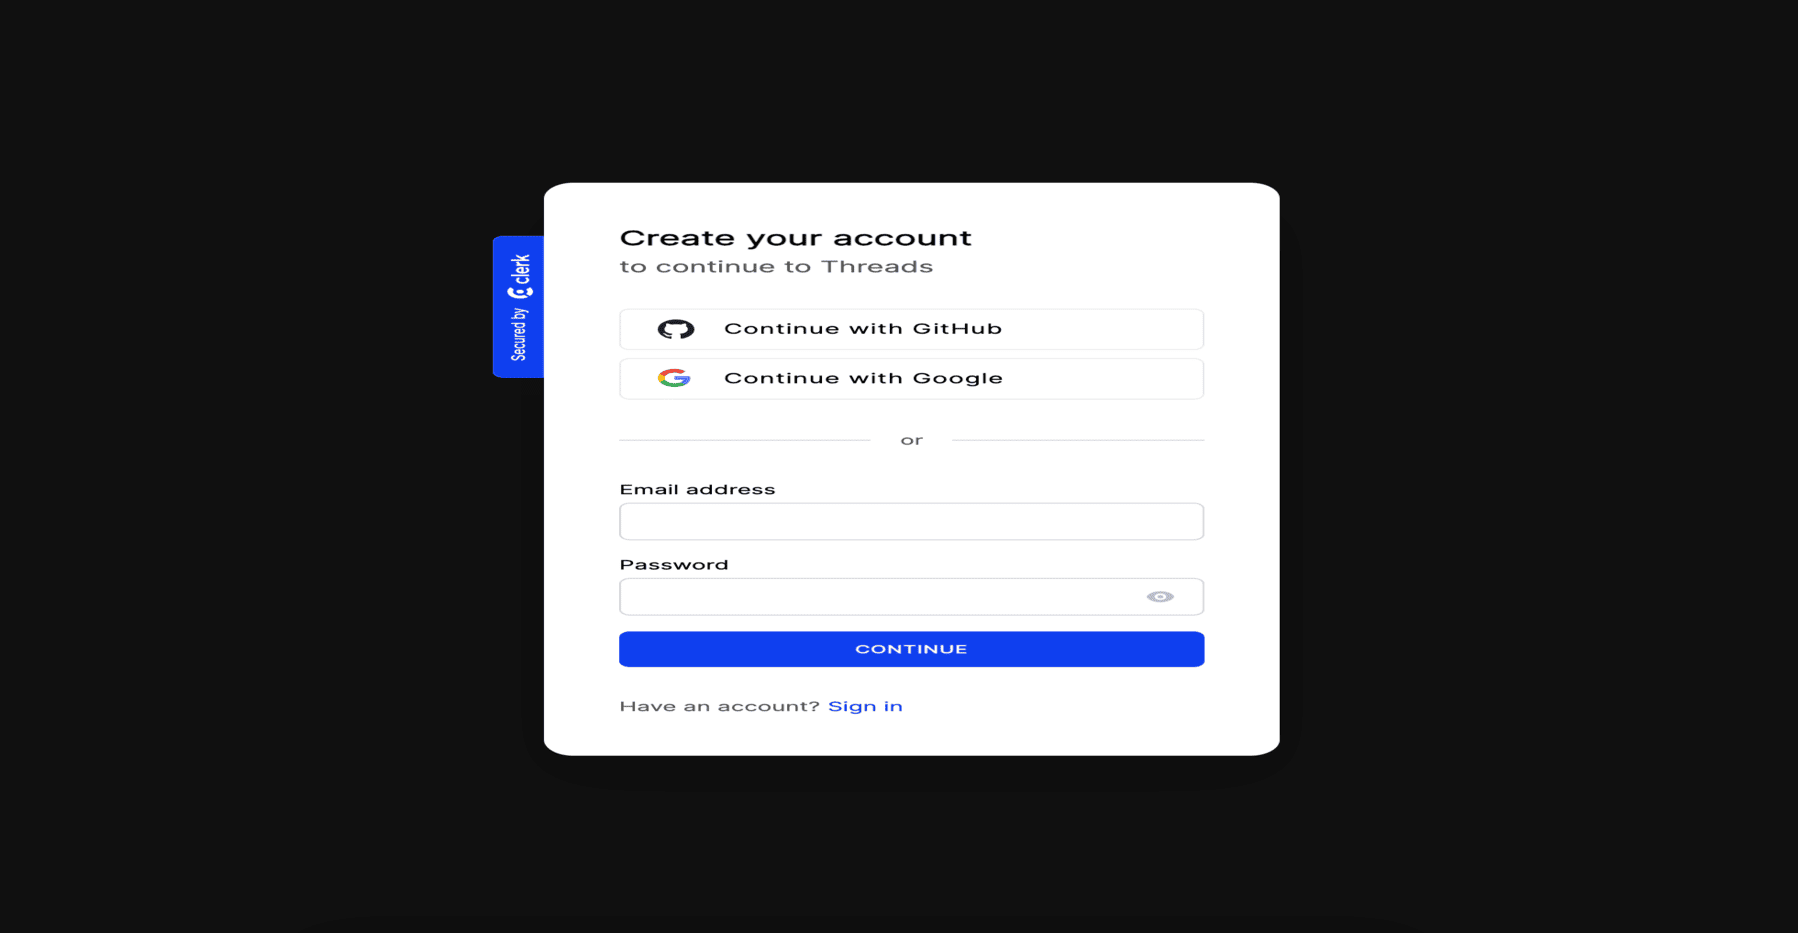 Create your account
to continue to Threads
Secured by clerk
Continue with GitHub
Continue with Google
or
Email address
Password
CONTINUE
Have an account? Sign in